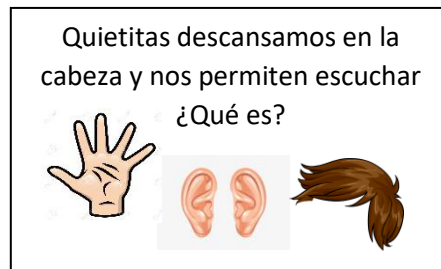 Quietitas descansamos en la
cabeza y nos permiten escuchar
¿Qué es?